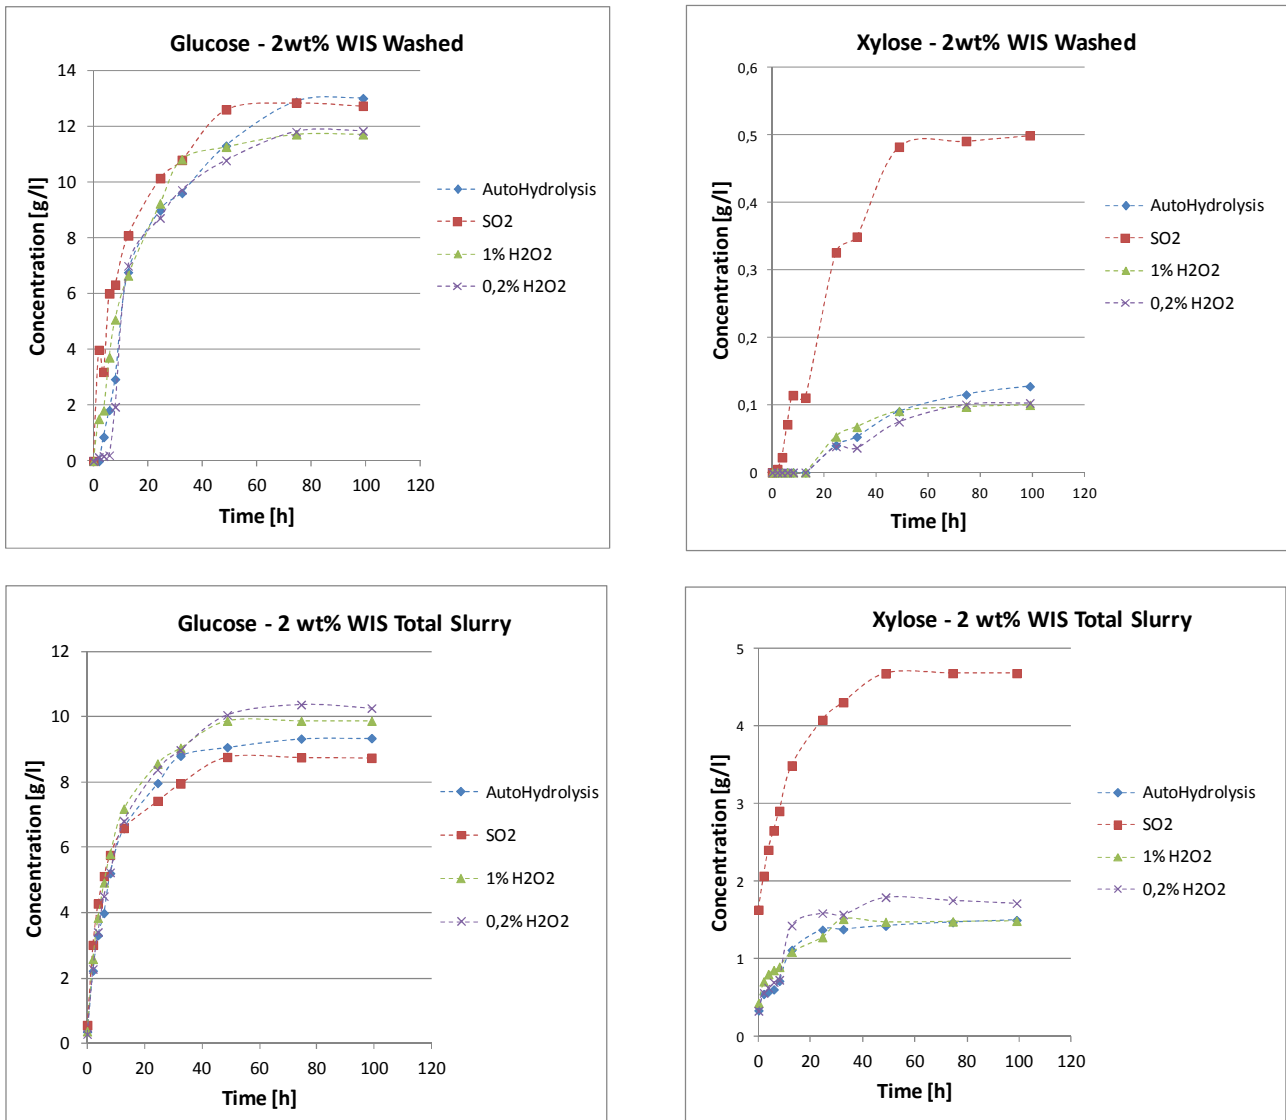 Glucose - 2wt% WIS Washed
Concentration [g/l]
14
12
10
8
6
4
2
0
0 20 40 60 80 100 120
Time [h]
AutoHydrolysis
SO2
1% H2O2
0,2% H2O2
Xylose - 2wt% WIS Washed
Concentration [g/l]
0,6
0,5
0,4
0,3
0,2
0,1
0
0 20 40 60 80 100 120
Time [h]
AutoHydrolysis
SO2
1% H2O2
0,2% H2O2
Glucose - 2 wt% WIS Total Slurry
Concentration [g/l]
12
10
8
6
4
2
0
0 20 40 60 80 100 120
Time [h]
AutoHydrolysis
SO2
1% H2O2
0,2% H2O2
Xylose - 2 wt% WIS Total Slurry
Concentration [g/l]
5
4
3
2
1
0
0 20 40 60 80 100 120
Time [h]
AutoHydrolysis
SO2
1% H2O2
0,2% H2O2